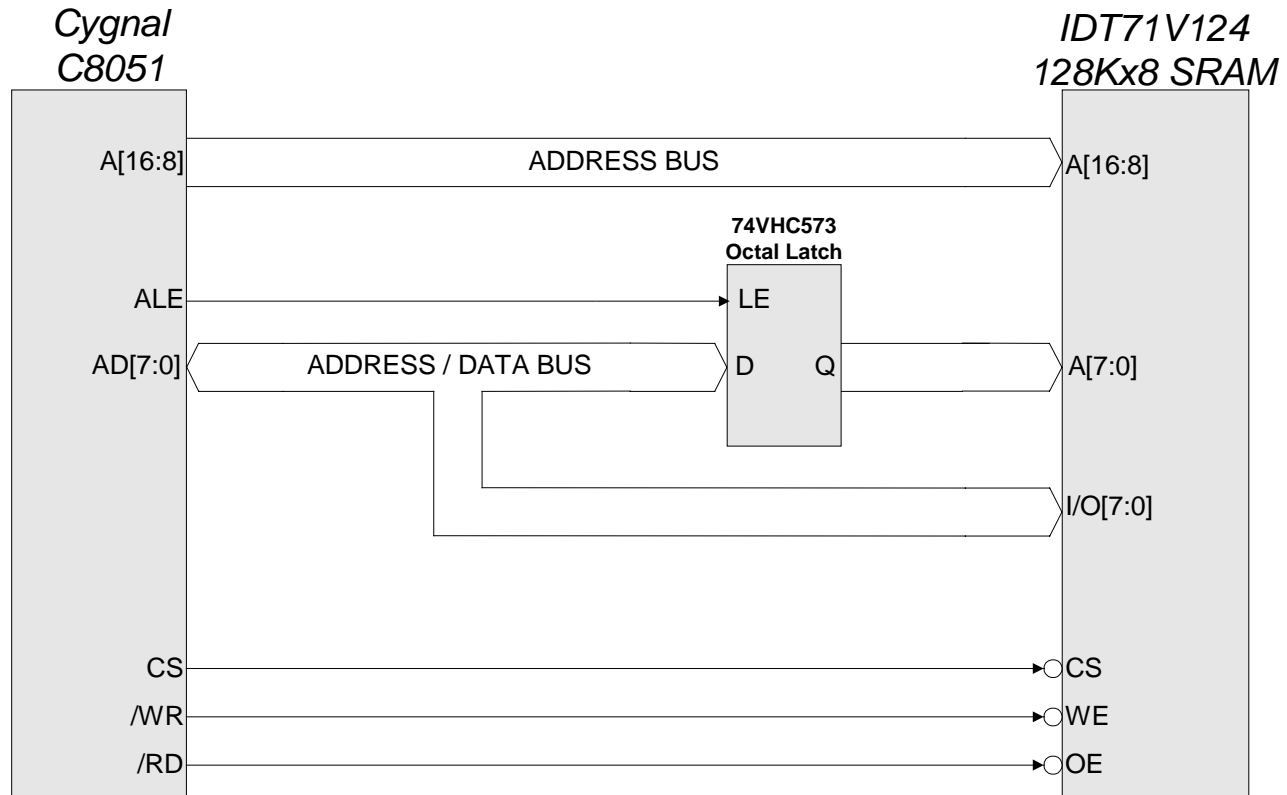 Cygnal
C8051
IDT71V124
128Kx8 SRAM
A[16:8]
ADDRESS BUS
A[16:8]
74VHC573
Octal Latch
ALE
LE
AD[7:0]
ADDRESS / DATA BUS
D
Q
A[7:0]
I/O[7:0]
CS
CS
/WR
WE
/RD
OE